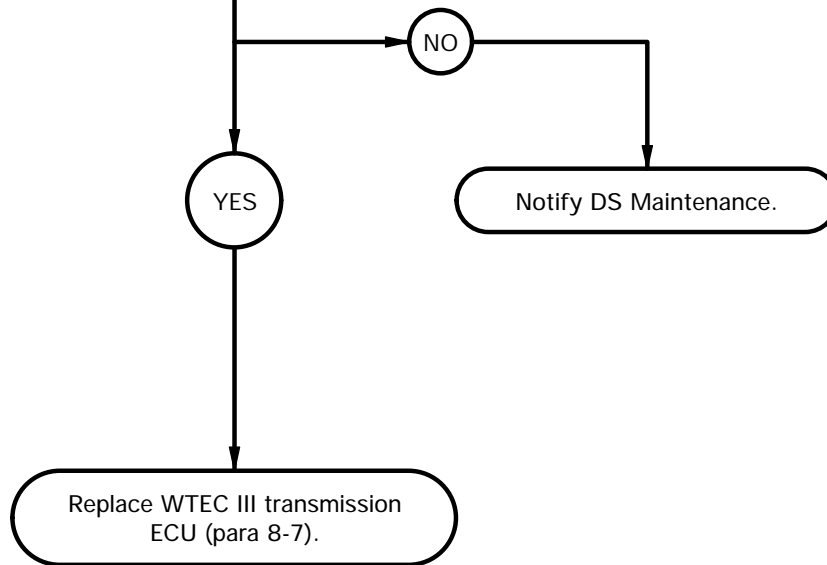 NO
YES
Notify DS Maintenance.
Replace WTEC III transmission
ECU (para 8-7).